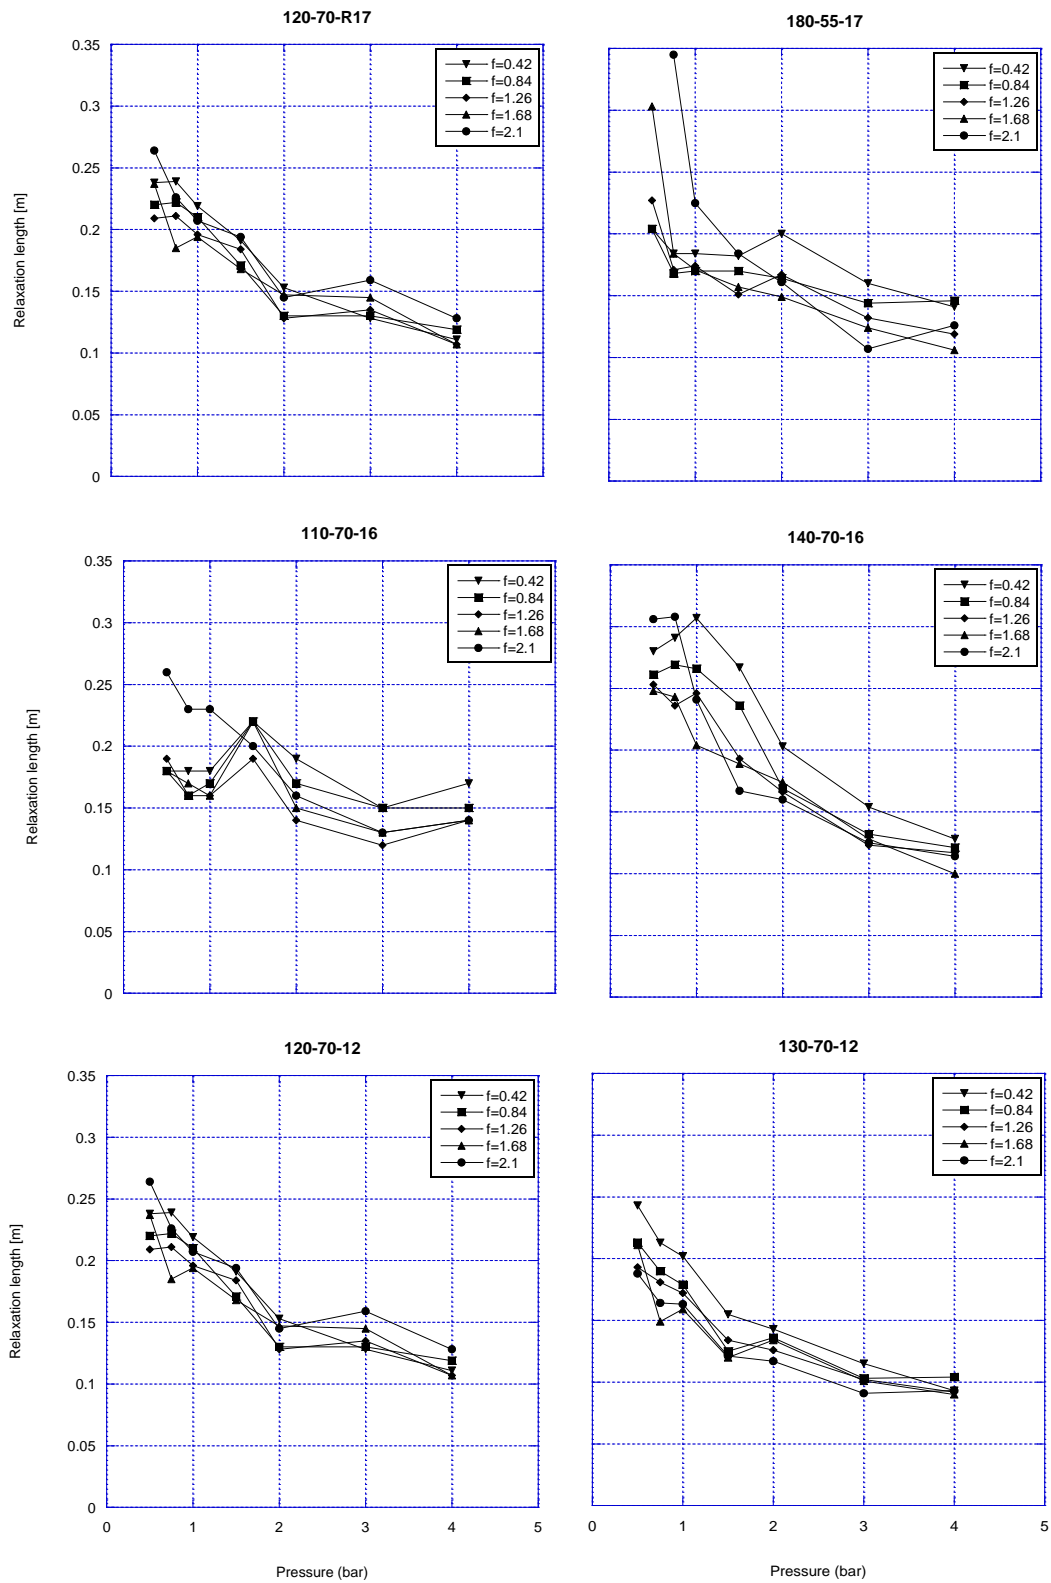 120-70-R17
0.35
0.3
0.25
0.2
0.15
0.1
0.05
0
Relaxation length [m]
f=0.42
f=0.84
f=1.26
f=1.68
f=2.1
180-55-17
f=0.42
f=0.84
f=1.26
f=1.68
f=2.1
110-70-16
0.35
0.3
0.25
0.2
0.15
0.1
0.05
0
Relaxation length [m]
f=0.42
f=0.84
f=1.26
f=1.68
f=2.1
140-70-16
f=0.42
f=0.84
f=1.26
f=1.68
f=2.1
120-70-12
0.35
0.3
0.25
0.2
0.15
0.1
0.05
0
Relaxation length [m]
f=0.42
f=0.84
f=1.26
f=1.68
f=2.1
0 1 2 3 4 5
Pressure (bar)
130-70-12
f=0.42
f=0.84
f=1.26
f=1.68
f=2.1
0 1 2 3 4 5
Pressure (bar)